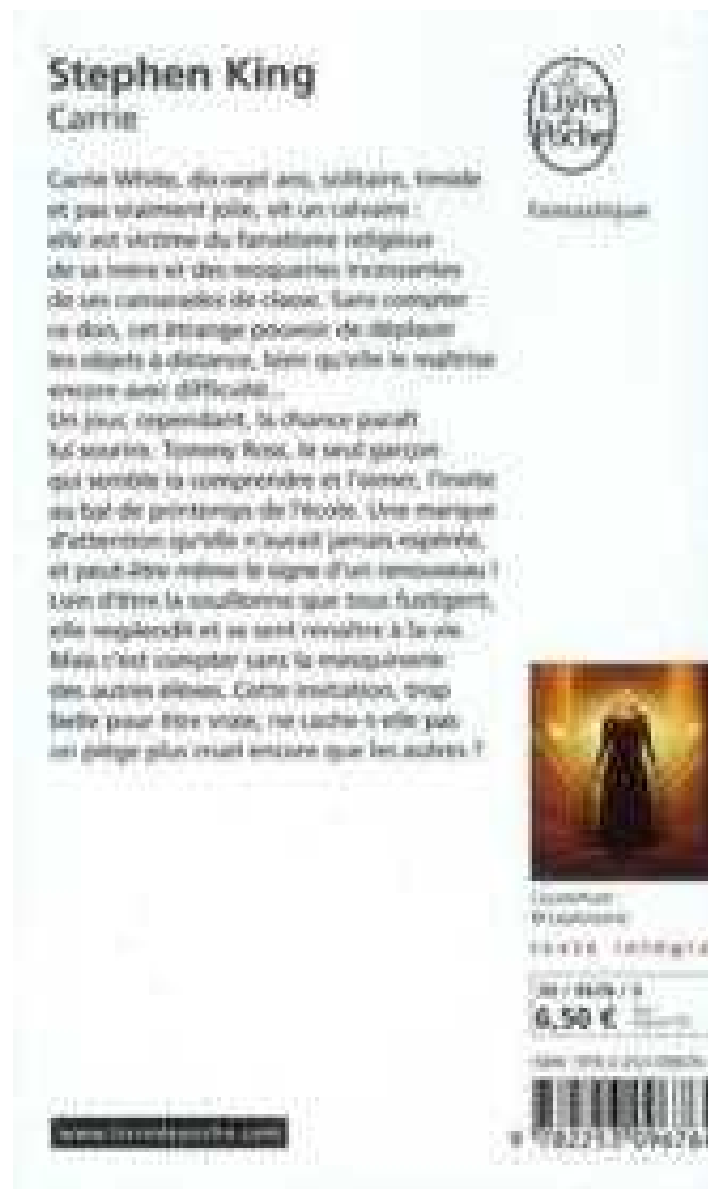 Stephen King
Carrie
Carrie White, dix-sept ans, solitaire, timide
et pas vraiment jolie, vit un calvaire :
elle est victime du fanatisme religieux
de sa mère et des moqueries incessantes
de ses camarades de classe. Sans compter
ce don, cet étrange pouvoir de déplacer
les objets à distance, bien qu'elle le maîtrise
encore avec difficulté...
Un jour, cependant, la chance paraît
lui sourire. Tommy Ross, le seul garçon
qui semble la comprendre et l'aimer, l'invite
au bal de printemps de l'école. Une marque
d'attention qu'elle n'aurait jamais espérée,
et peut-être même le signe d'un renouveau !
Loin d'être la souillonne que tous fustigent,
elle resplendit et se sent renaître à la vie.
Mais c'est compter sans la mesquinerie
des autres élèves. Cette invitation, trop
belle pour être vraie, ne cache-t-elle pas
un piège plus cruel encore que les autres ?
Le
Livre
de
Poche
Fantastique
Couverture :
texte intégra
6,50 €
9 782253 09676